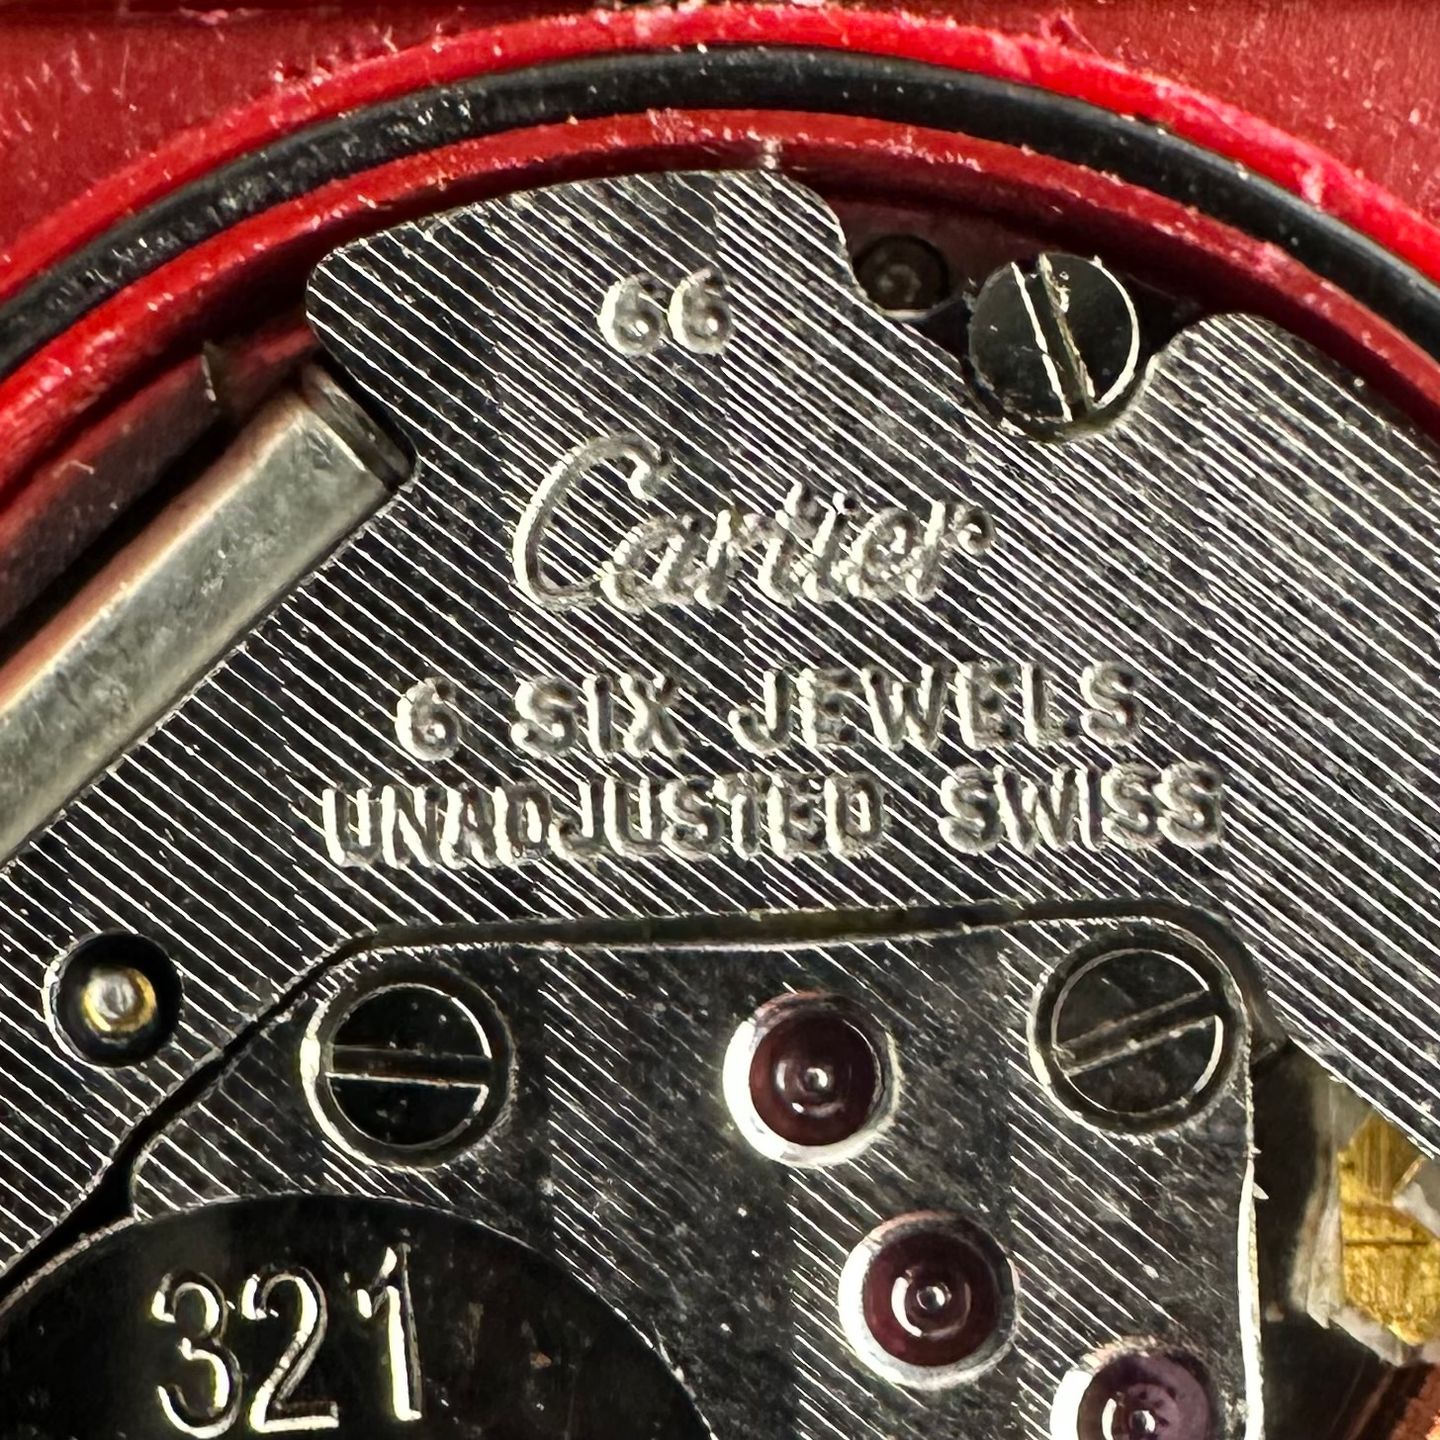 66
Cartier
6 SIX JEWELS
UNADJUSTED SWISS
321